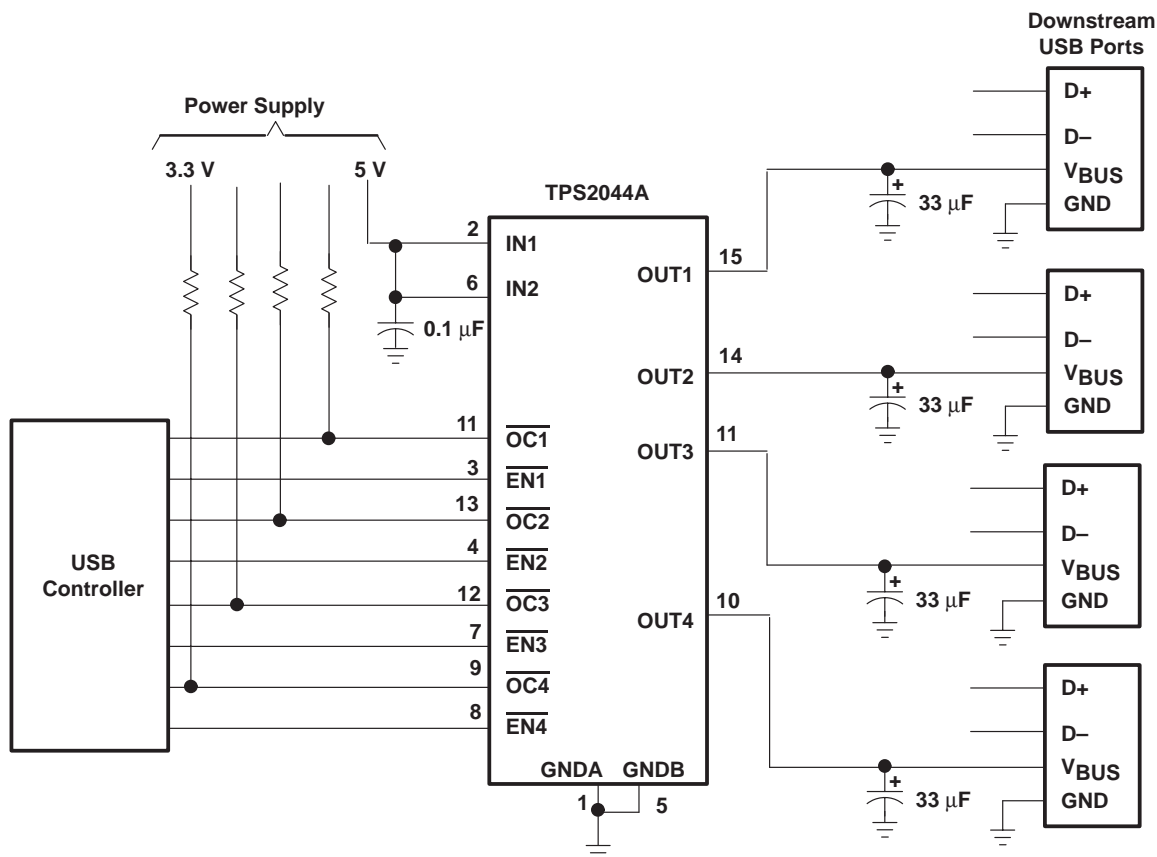 Downstream
USB Ports
Power Supply
3.3 V
5 V
TPS2044A
2
IN1
6
IN2
0.1 μF
11
OC1
3
EN1
13
OC2
4
EN2
12
OC3
7
EN3
9
OC4
8
EN4
USB
Controller
GNDA GNDB
1
5
OUT1
15
OUT2
14
OUT3
11
OUT4
10
+
33 μF
D+
D–
VBUS
GND
+
33 μF
D+
D–
VBUS
GND
+
33 μF
D+
D–
VBUS
GND
+
33 μF
D+
D–
VBUS
GND